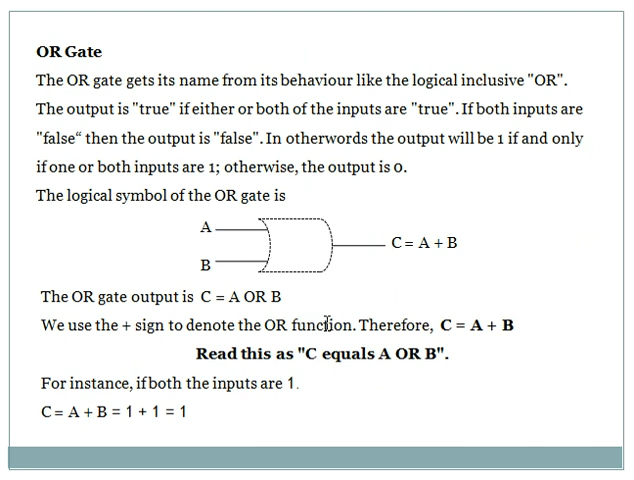 OR Gate
The OR gate gets its name from its behaviour like the logical inclusive "OR".
The output is "true" if either or both of the inputs are "true". If both inputs are
"false“ then the output is "false". In otherwords the output will be 1 if and only
if one or both inputs are 1; otherwise, the output is 0.
The logical symbol of the OR gate is
A
C = A + B
B
The OR gate output is C = A OR B
We use the + sign to denote the OR function. Therefore, C = A + B
Read this as "C equals A OR B".
For instance, if both the inputs are 1.
C = A + B = 1 + 1 = 1